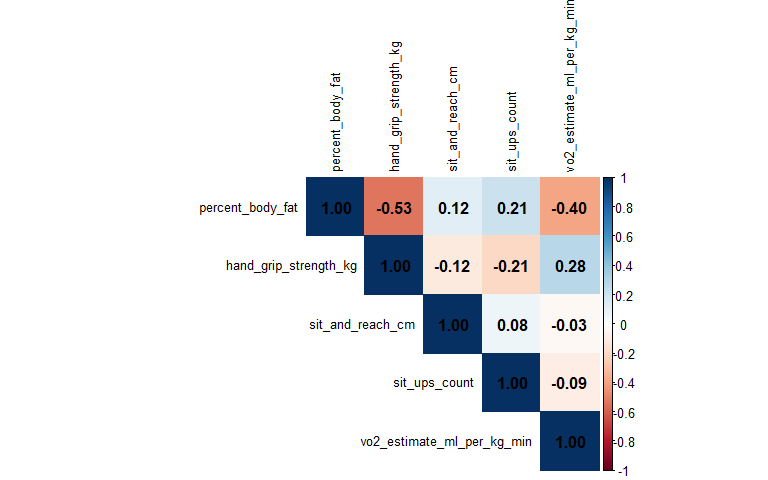 percent_body_fat
hand_grip_strength_kg
sit_and_reach_cm
sit_ups_count
vo2_estimate_ml_per_kg_min
percent_body_fat 1.00 -0.53 0.12 0.21 -0.40
hand_grip_strength_kg 1.00 -0.12 -0.21 0.28
sit_and_reach_cm 1.00 0.08 -0.03
sit_ups_count 1.00 -0.09
vo2_estimate_ml_per_kg_min 1.00
1
0.8
0.6
0.4
0.2
0
-0.2
-0.4
-0.6
-0.8
-1